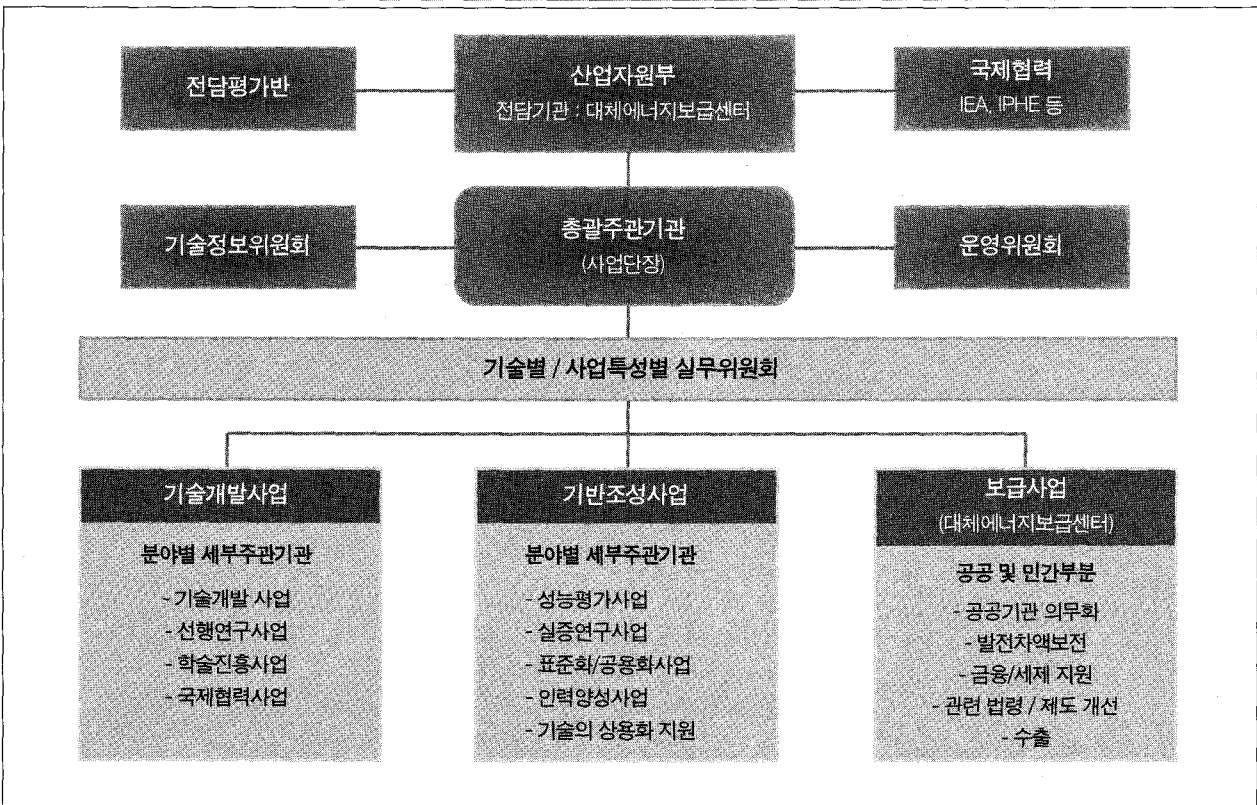 전담평가반
산업자원부
전담기관 : 대체에너지보급센터
국제협력
IEA, IPHE 등
기술정보위원회
총괄주관기관
(사업단장)
운영위원회
기술별 / 사업특성별 실무위원회
기술개발사업
분야별 세부주관기관
- 기술개발 사업
- 선행연구사업
- 학술진흥사업
- 국제협력사업
기반조성사업
분야별 세부주관기관
- 성능평가사업
- 실증연구사업
- 표준화/공용화사업
- 인력양성사업
- 기술의 상용화 지원
보급사업
(대체에너지보급센터)
공공 및 민간부분
- 공공기관 의무화
- 발전차액보전
- 금융/세제 지원
- 관련 법령 / 제도 개선
- 수출